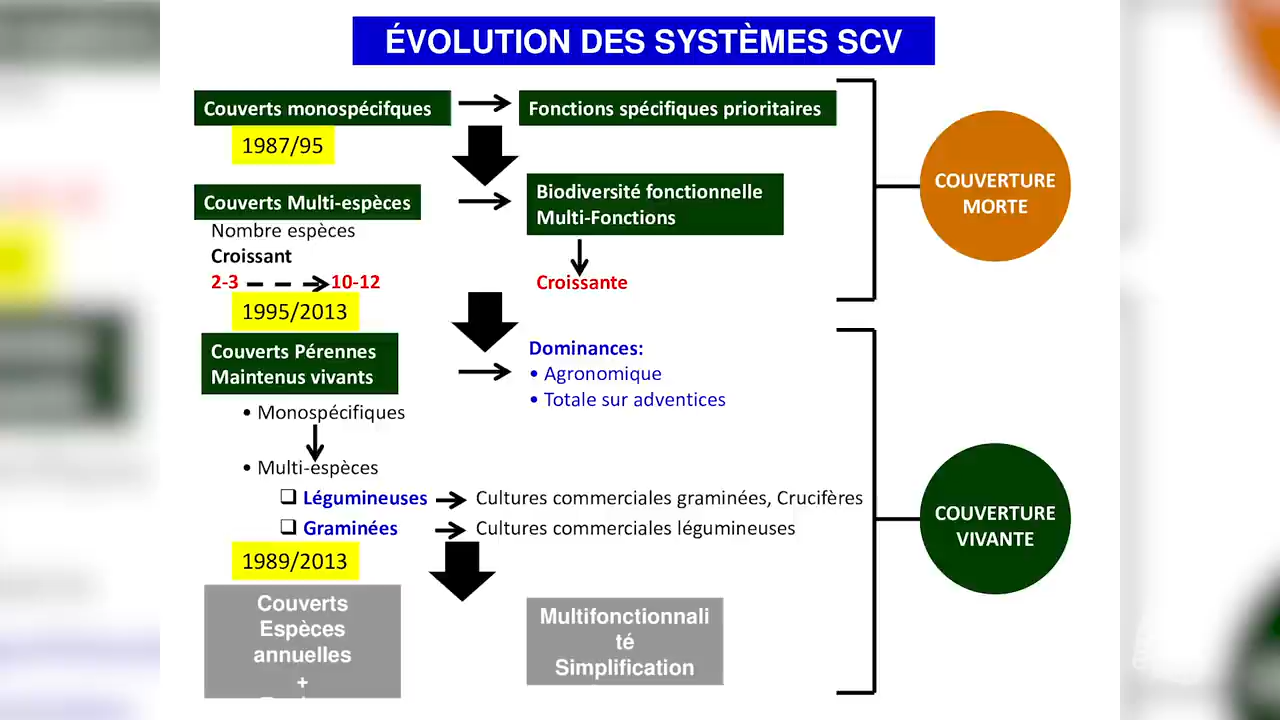 ÉVOLUTION DES SYSTÈMES SCV
Couverts monospécifques
Fonctions spécifiques prioritaires
1987/95
Couverts Multi-espèces
Biodiversité fonctionnelle
Multi-Fonctions
Nombre espèces
Croissant
2-3
10-12
Croissante
1995/2013
COUVERTURE
MORTE
Couverts Pérennes
Maintenus vivants
Dominances:
• Agronomique
• Totale sur adventices
• Monospécifiques
• Multi-espèces
Légumineuses
Cultures commerciales graminées, Crucifères
Graminées
Cultures commerciales légumineuses
1989/2013
COUVERTURE
VIVANTE
Couverts
Espèces
annuelles
+
Multifonctionnali
té
Simplification